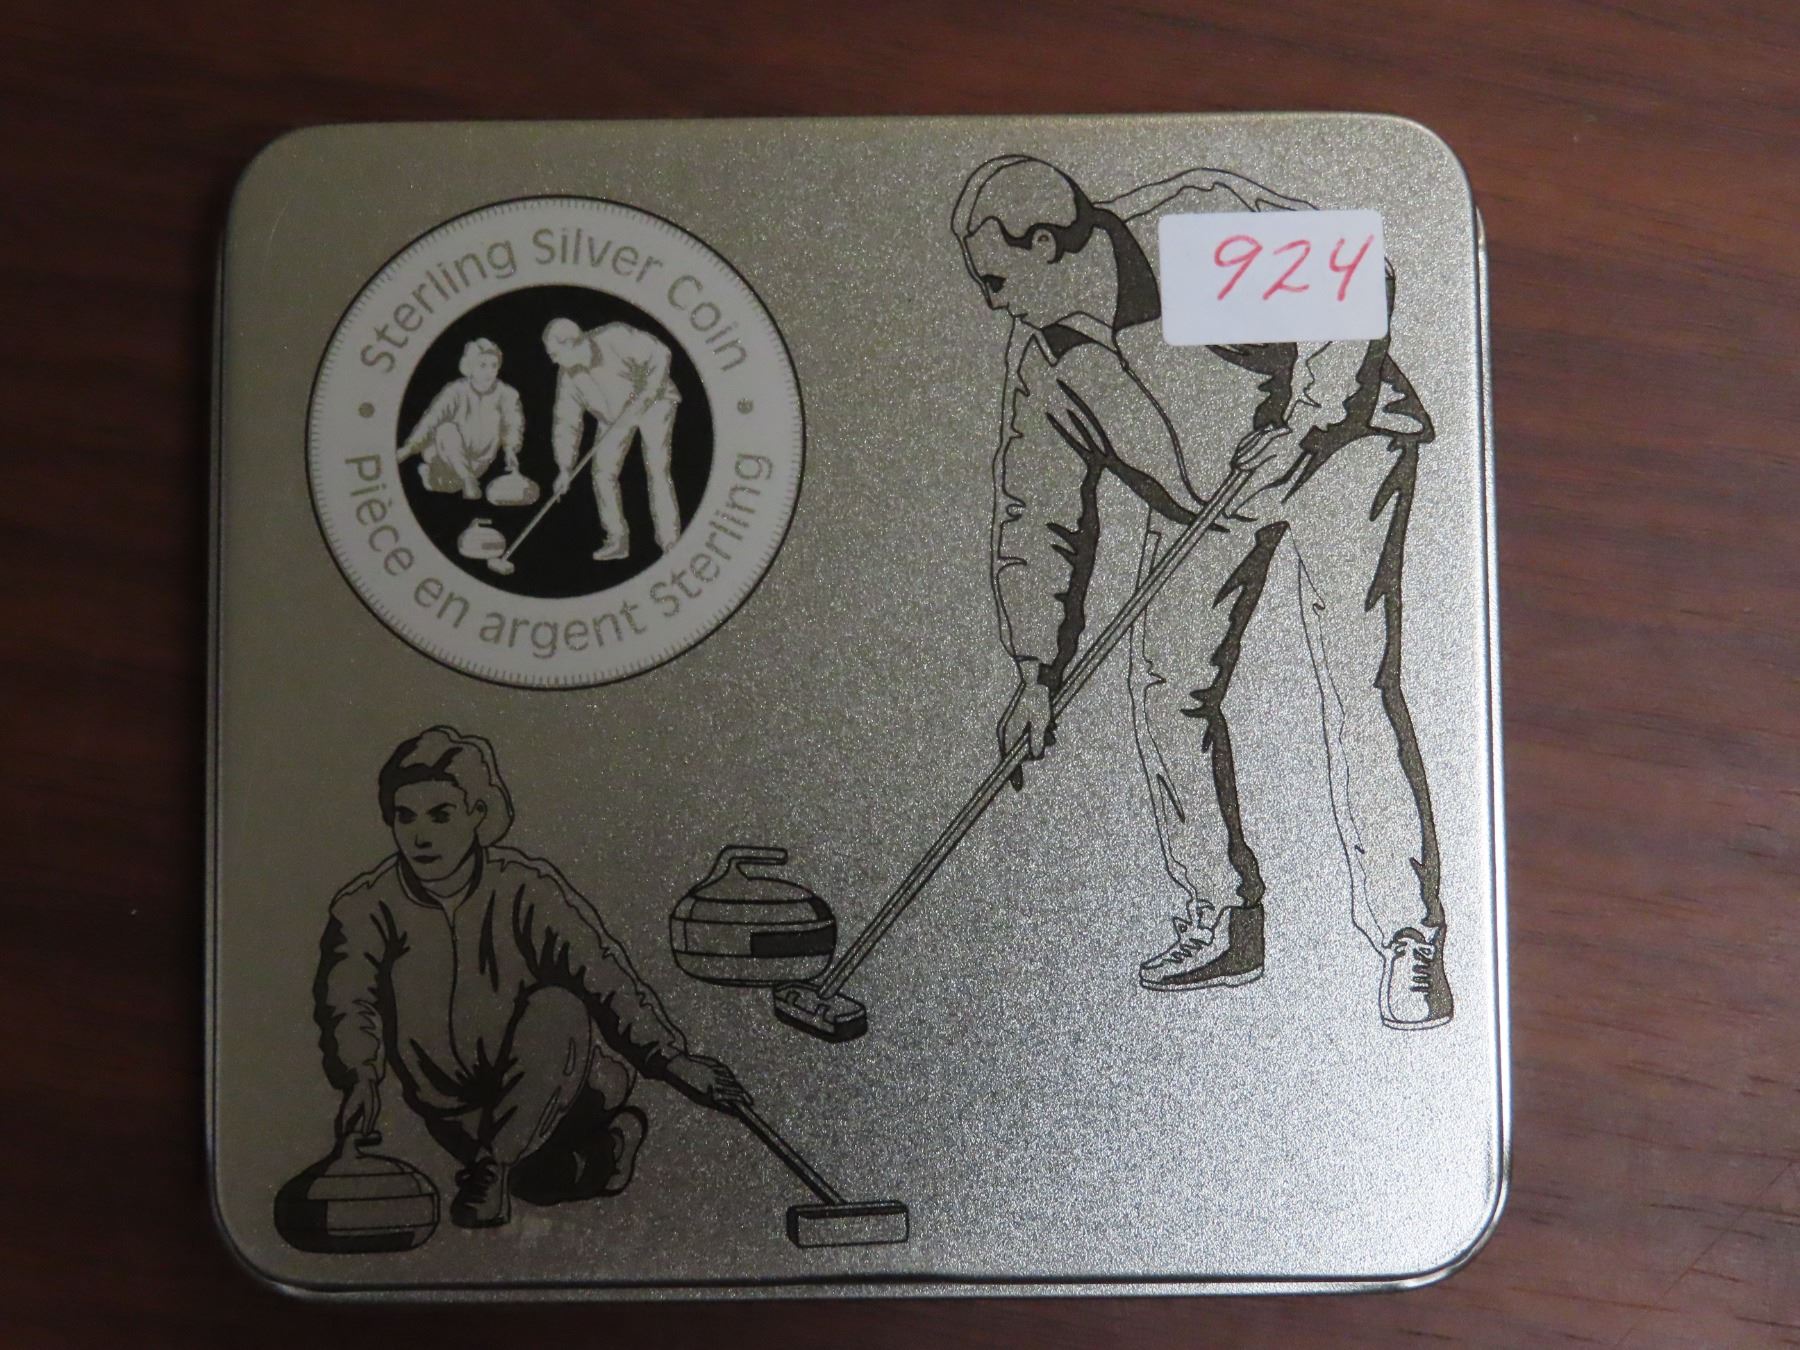 Sterling Silver Coin
Pièce en argent Sterling
924